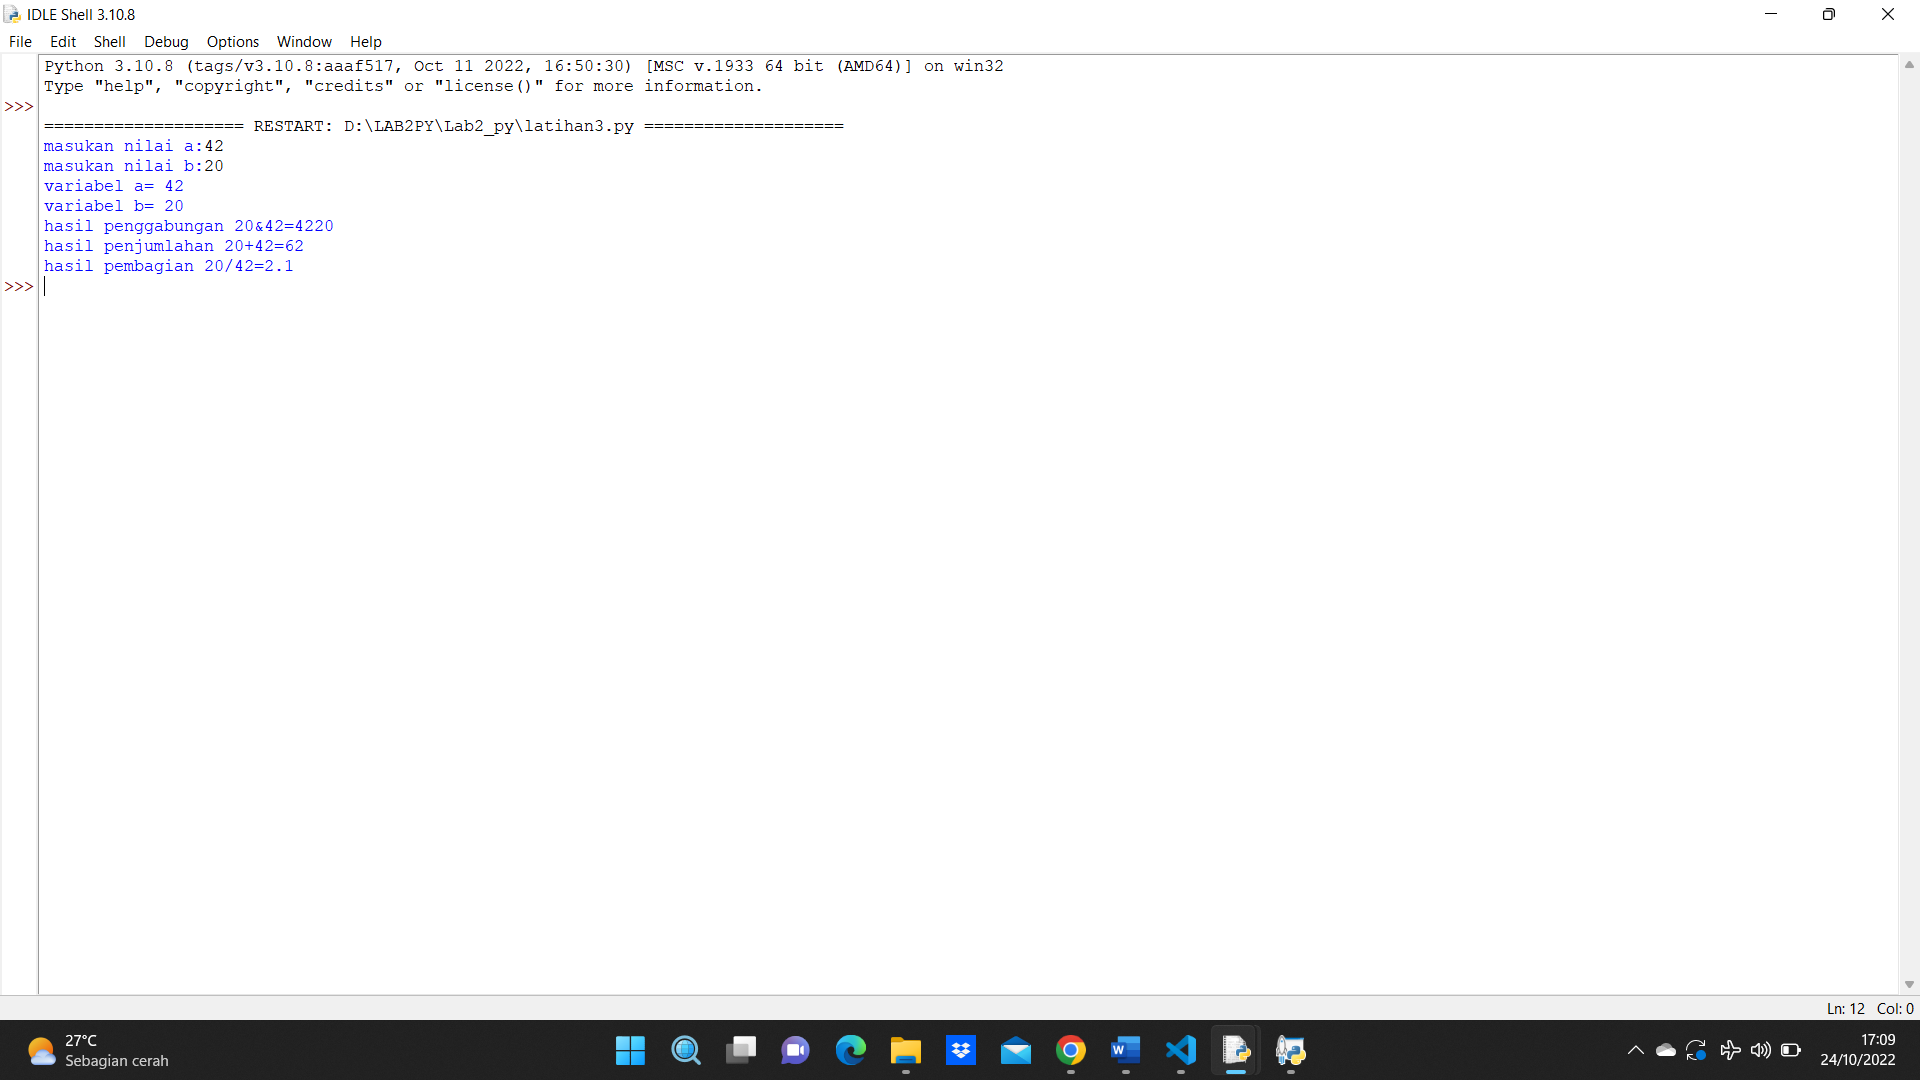 IDLE Shell 3.10.8
File Edit Shell Debug Options Window Help
Python 3.10.8 (tags/v3.10.8:aaaf517, Oct 11 2022, 16:50:30) [MSC v.1933 64 bit (AMD64)] on win32
Type "help", "copyright", "credits" or "license()" for more information.
>>>
==================== RESTART: D:\LAB2PY\Lab2_py\latihan3.py ====================
masukan nilai a:42
masukan nilai b:20
variabel a= 42
variabel b= 20
hasil penggabungan 20&42=4220
hasil penjumlahan 20+42=62
hasil pembagian 20/42=2.1
>>>
Ln: 12 Col: 0
27°C
Sebagian cerah
W
17:09
24/10/2022